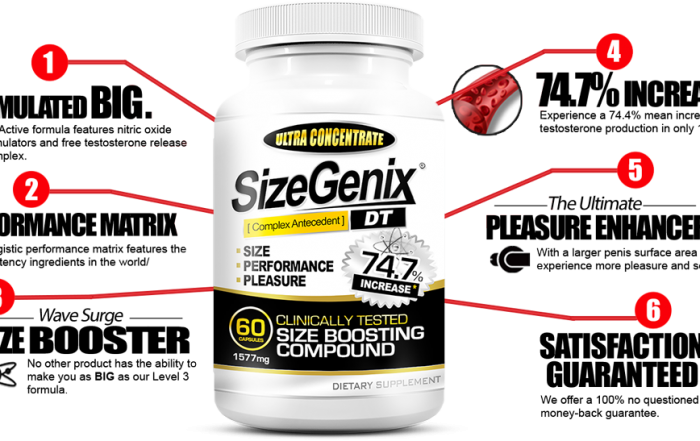 1
MULATED BIG.
Active formula features nitric oxide
mulators and free testosterone release
mplex.
2
ORMANCE MATRIX
gistic performance matrix features the
tency ingredients in the world/
3
Wave Surge
ZE BOOSTER
No other product has the ability to
make you as BIG as our Level 3
formula.
ULTRA CONCENTRATE
SizeGenix®
[ Complex Antecedent ] DT
SIZE
PERFORMANCE
PLEASURE
74.7%
INCREASE*
60
CAPSULES
1577mg
CLINICALLY TESTED
SIZE BOOSTING
COMPOUND
DIETARY SUPPLEMENT
4
74.7% INCREA
Experience a 74.4% mean incre
testosterone production in only 1
5
The Ultimate
PLEASURE ENHANCE
With a larger penis surface area
experience more pleasure and s
6
SATISFACTION
GUARANTEED
We offer a 100% no questioned
money-back guarantee.